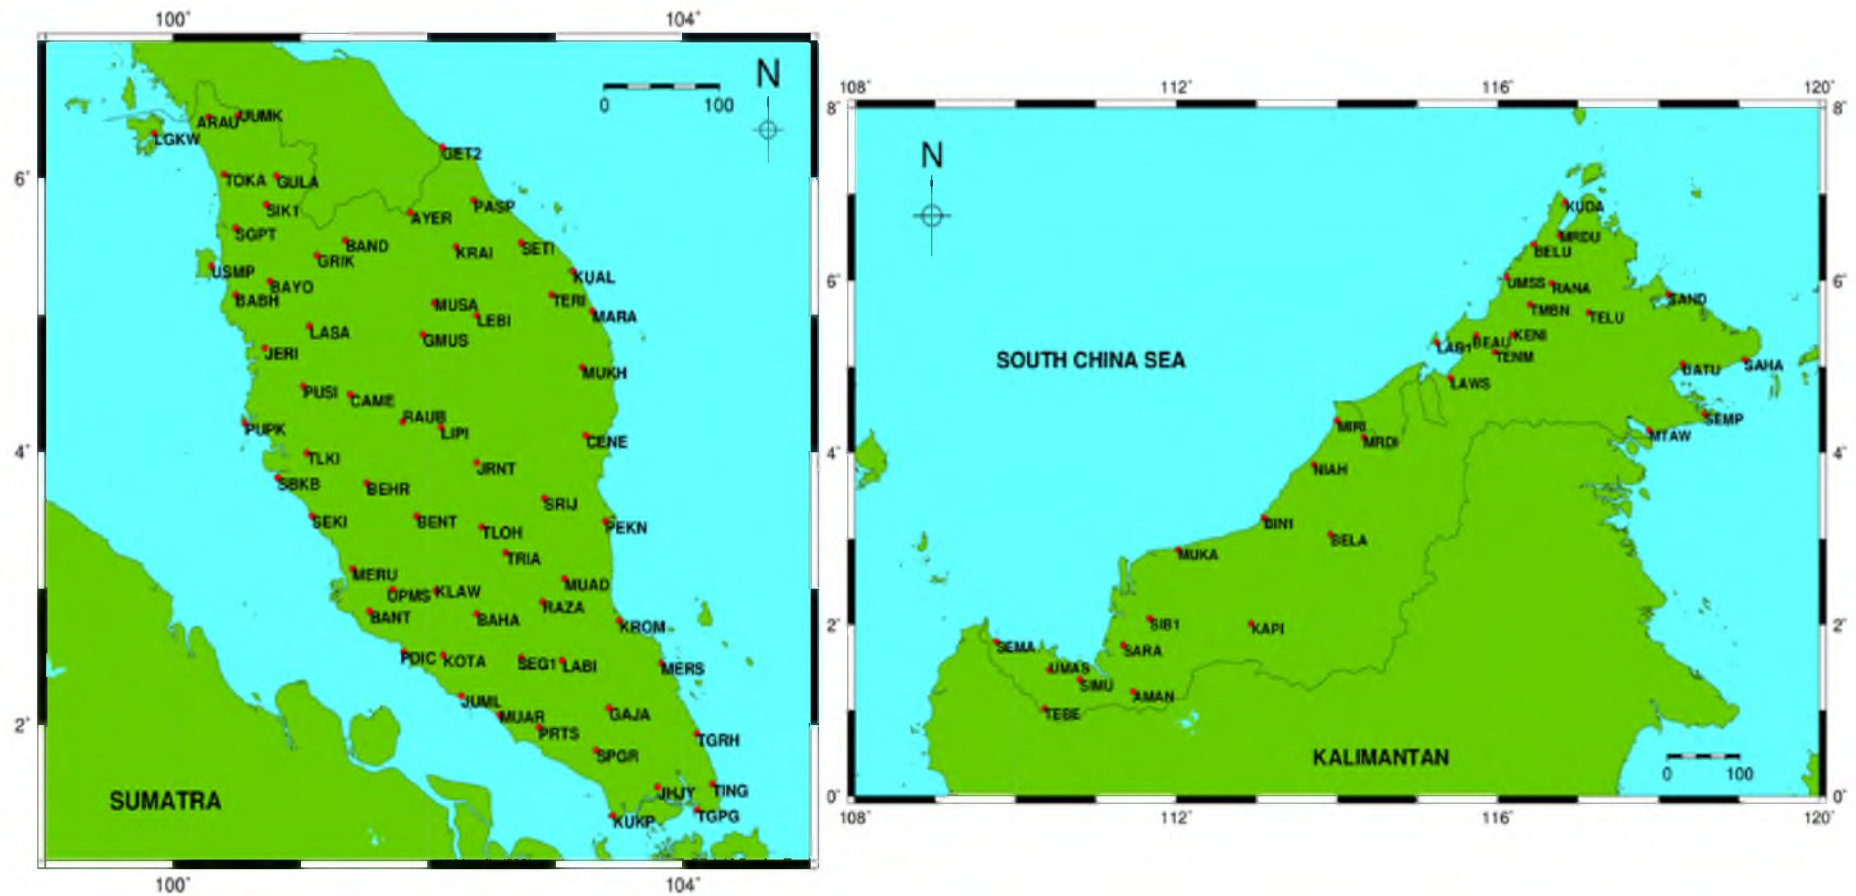 100° 104°
N
0 100
ARAU UUMK
LGKW
GET2
6°
TOKA GULA
SIK1
PASP
AYER
SGPT
BAND
KRAI
SETI
GRIK
USMP
BAYO
KUAL
BABH
MUSA
TERI
LEBI
MARA
LASA
GMUS
JERI
MUKH
PUSI
CAME
RAUB
PUPK
LIPI
CENE
4°
TLKI
JRNT
SBKB
BEHR
SRIJ
SEKI
BENT
TLOH
PEKN
TRIA
MERU
MUAD
UPMS KLAW
RAZA
BANT
BAHA
KROM
PDIC KOTA
SEG1 LABI
MERS
JUML
MUAR
GAJA
2°
PRTS
TGRH
SPGR
SUMATRA
JHJY
TING
KUKP
TGPG
100° 104°
108° 112° 116° 120°
8° 8°
N
KUDA
MRDU
BELU
6° 6°
UMSS RANA
SAND
TMBN
TELU
LAB1 BEAU KENI
TENM
SOUTH CHINA SEA
DATU
SAHA
LAWS
SEMP
MIRI
MTAW
MRDI
4° 4°
NIAH
BIN1
BELA
MUKA
2° 2°
SIB1
KAPI
SEMA
SARA
UMAS
SIMU
AMAN
TEBE
KALIMANTAN
0 100
0° 0°
108° 112° 116° 120°